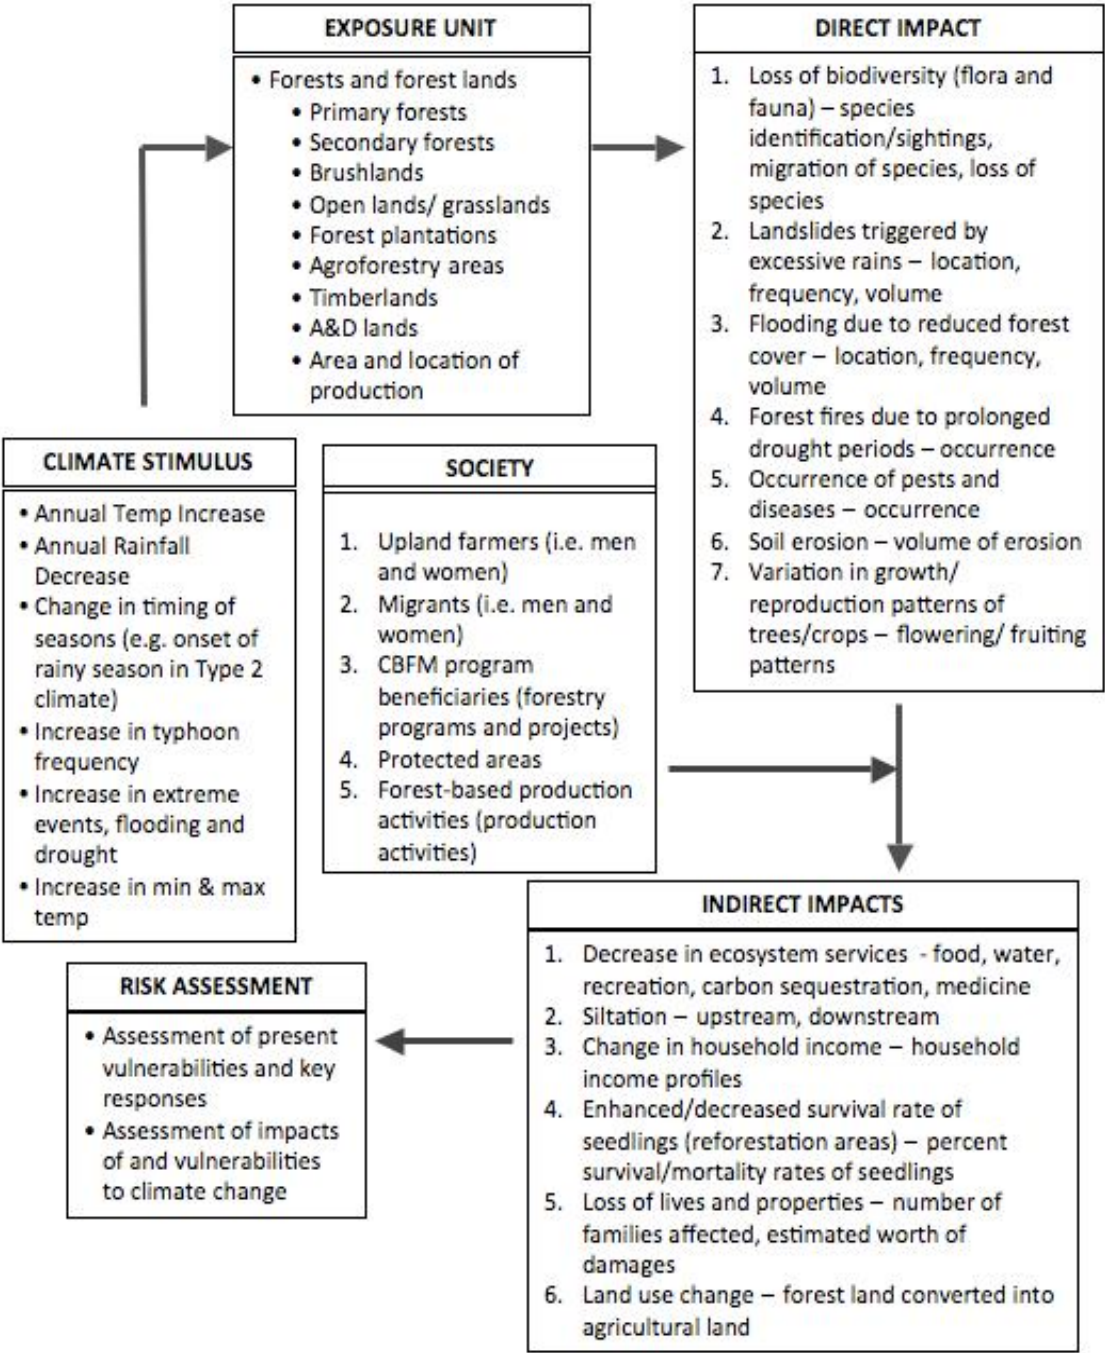 EXPOSURE UNIT
• Forests and forest lands
• Primary forests
• Secondary forests
• Brushlands
• Open lands/ grasslands
• Forest plantations
• Agroforestry areas
• Timberlands
• A&D lands
• Area and location of
production
DIRECT IMPACT
1. Loss of biodiversity (flora and
fauna) – species
identification/sightings,
migration of species, loss of
species
2. Landslides triggered by
excessive rains – location,
frequency, volume
3. Flooding due to reduced forest
cover – location, frequency,
volume
4. Forest fires due to prolonged
drought periods – occurrence
5. Occurrence of pests and
diseases – occurrence
6. Soil erosion – volume of erosion
7. Variation in growth/
reproduction patterns of
trees/crops – flowering/ fruiting
patterns
CLIMATE STIMULUS
• Annual Temp Increase
• Annual Rainfall
Decrease
• Change in timing of
seasons (e.g. onset of
rainy season in Type 2
climate)
• Increase in typhoon
frequency
• Increase in extreme
events, flooding and
drought
• Increase in min & max
temp
SOCIETY
1. Upland farmers (i.e. men
and women)
2. Migrants (i.e. men and
women)
3. CBFM program
beneficiaries (forestry
programs and projects)
4. Protected areas
5. Forest-based production
activities (production
activities)
INDIRECT IMPACTS
1. Decrease in ecosystem services - food, water,
recreation, carbon sequestration, medicine
2. Siltation – upstream, downstream
3. Change in household income – household
income profiles
4. Enhanced/decreased survival rate of
seedlings (reforestation areas) – percent
survival/mortality rates of seedlings
5. Loss of lives and properties – number of
families affected, estimated worth of
damages
6. Land use change – forest land converted into
agricultural land
RISK ASSESSMENT
• Assessment of present
vulnerabilities and key
responses
• Assessment of impacts
of and vulnerabilities
to climate change